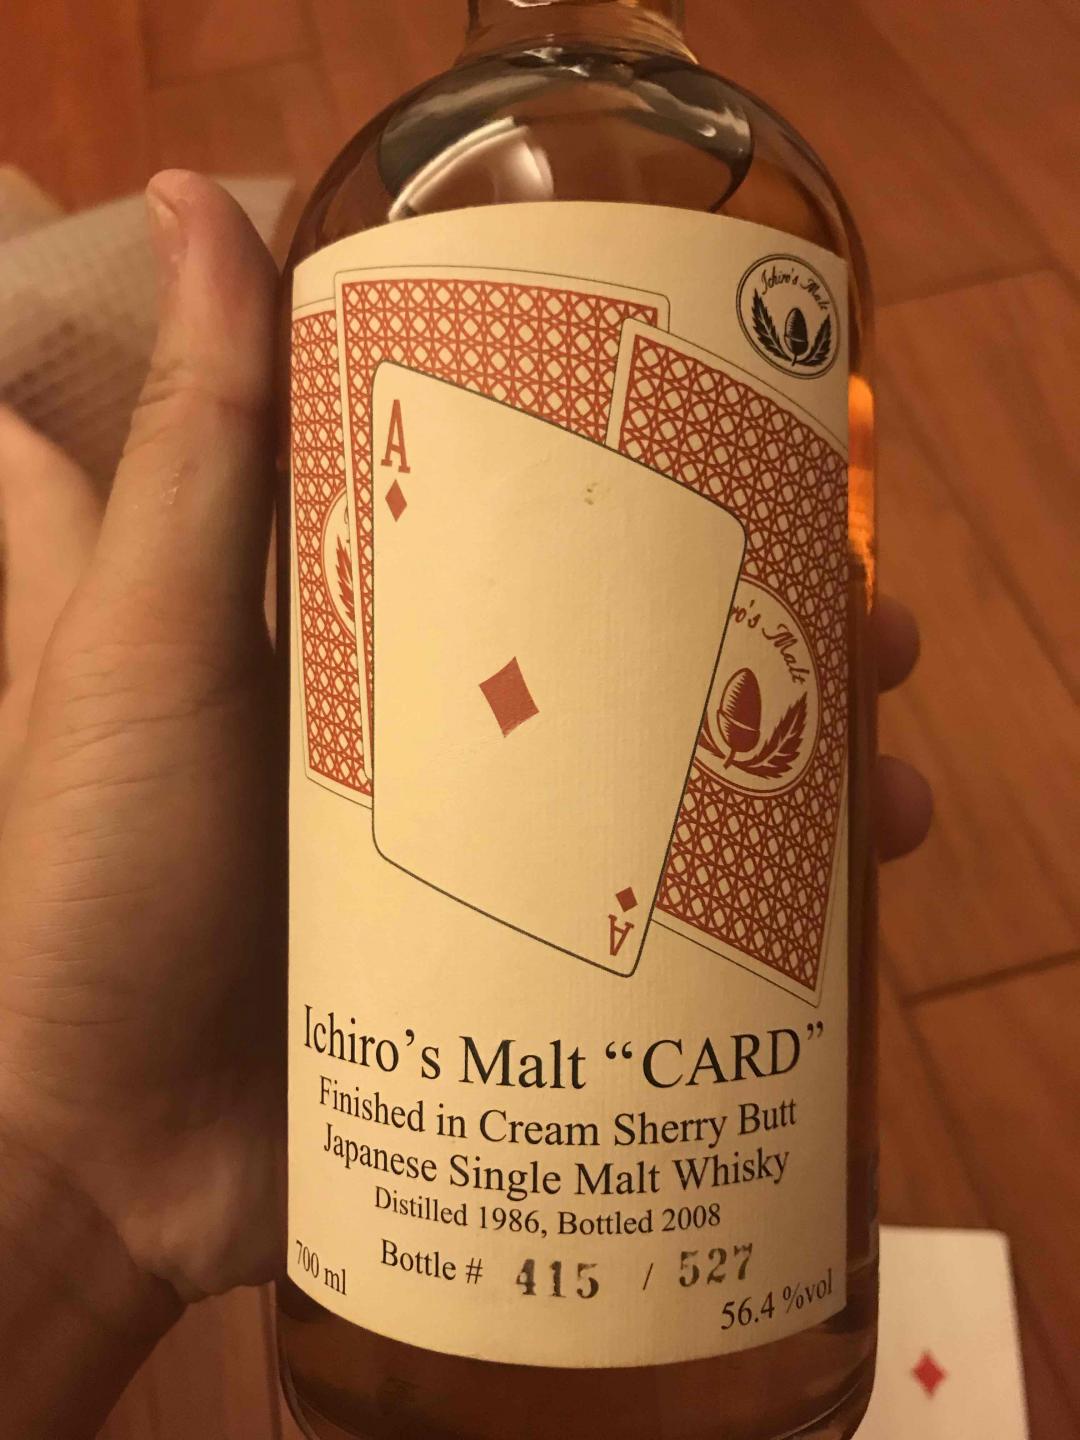 Ichiro's Malt
A
ro's Malt
A
Ichiro's Malt “CARD”
Finished in Cream Sherry Butt
Japanese Single Malt Whisky
Distilled 1986, Bottled 2008
Bottle # 415 / 527
700 ml
56.4 %vol